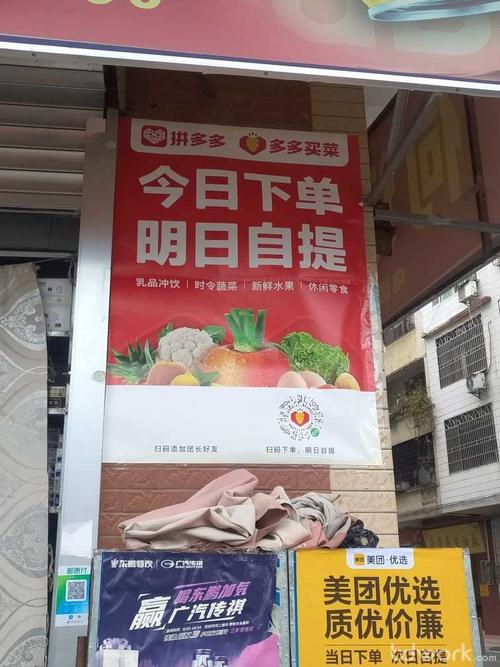 拼多多 多多买菜
今日下单
明日自提
乳品冲饮 | 时令蔬菜 | 新鲜水果 | 休闲零食
扫码添加团长好友 扫码下单，明日自提
邮惠付
东鹏特饮 广汽传祺
喝东鹏加气
赢 广汽传祺
美团·优选
美团优选
质优价廉
当日下单 次日自提